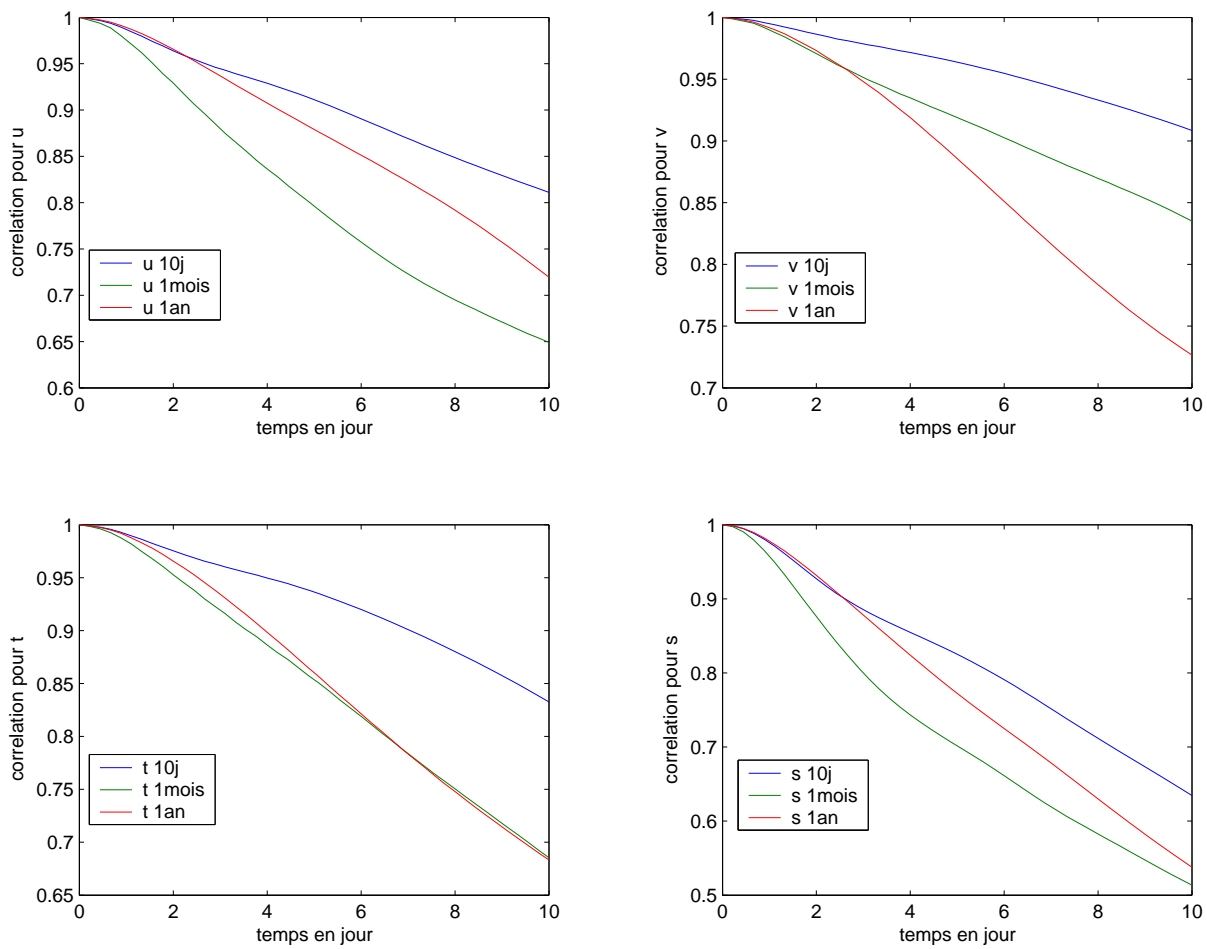 1
0.95
0.9
0.85
0.8
0.75
0.7
0.65
0.6
0 2 4 6 8 10
temps en jour
correlation pour u
u 10j
u 1mois
u 1an
1
0.95
0.9
0.85
0.8
0.75
0.7
0 2 4 6 8 10
temps en jour
correlation pour v
v 10j
v 1mois
v 1an
1
0.95
0.9
0.85
0.8
0.75
0.7
0.65
0 2 4 6 8 10
temps en jour
correlation pour t
t 10j
t 1mois
t 1an
1
0.9
0.8
0.7
0.6
0.5
0 2 4 6 8 10
temps en jour
correlation pour s
s 10j
s 1mois
s 1an